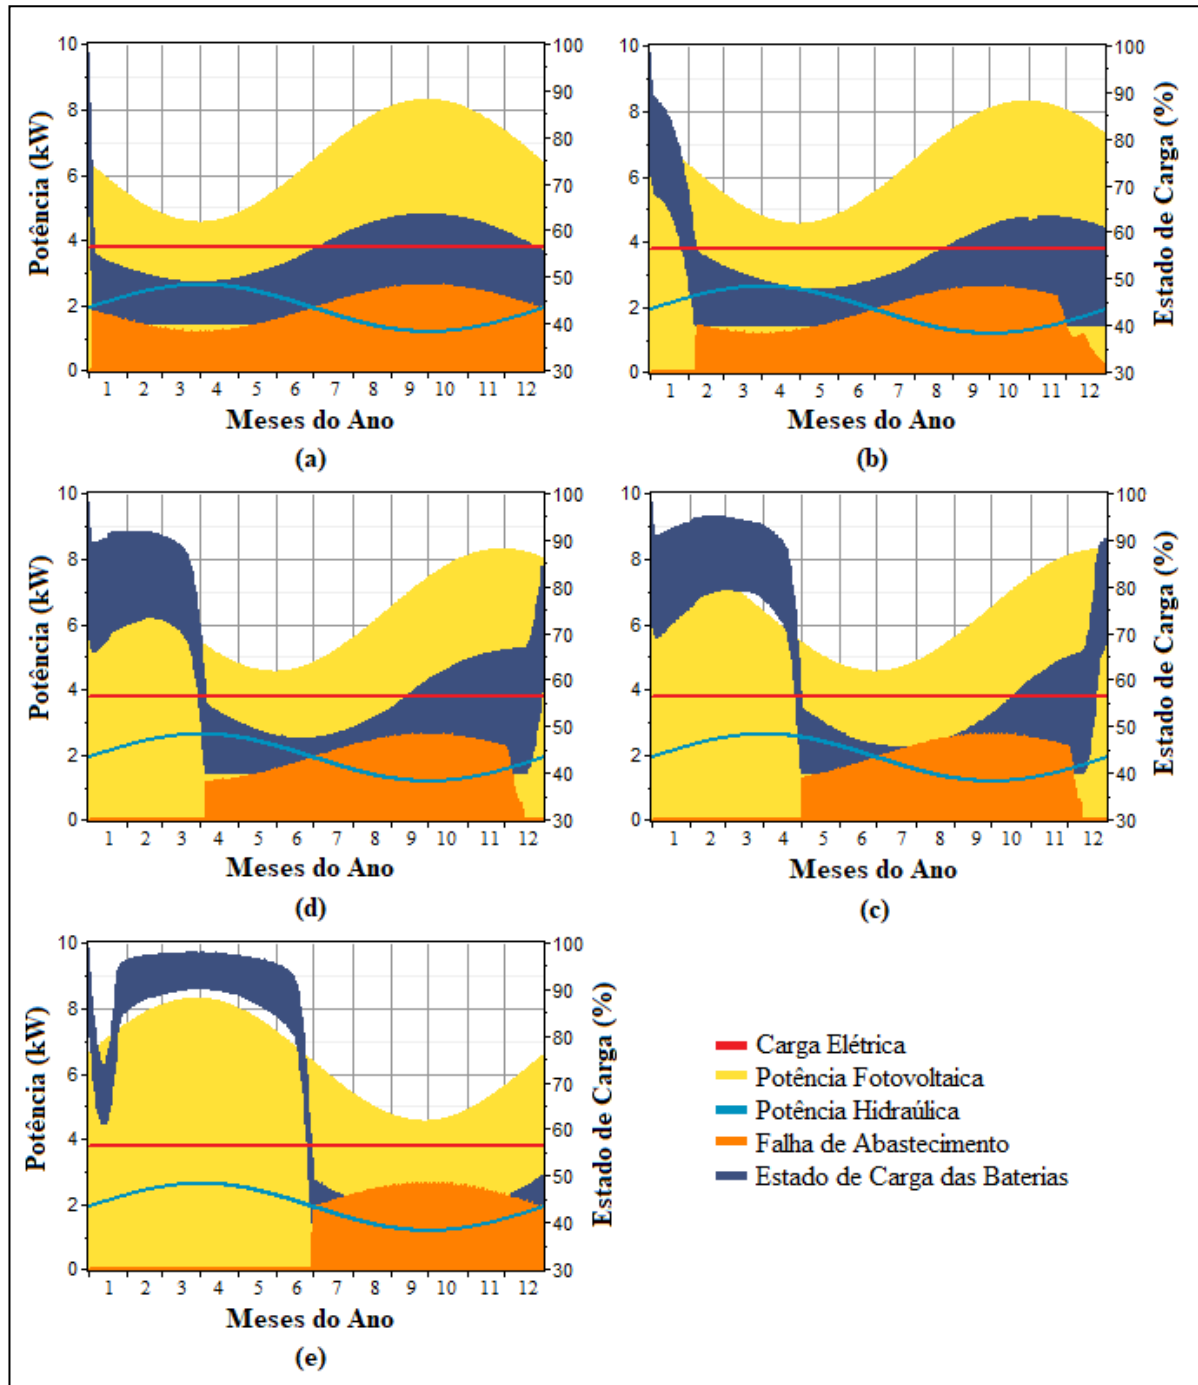 10
8
6
4
2
0
Potência (kW)
100
90
80
70
60
50
40
30
1 2 3 4 5 6 7 8 9 10 11 12
Meses do Ano
(a)
10
8
6
4
2
0
100
90
80
70
60
50
40
30
Estado de Carga (%)
1 2 3 4 5 6 7 8 9 10 11 12
Meses do Ano
(b)
10
8
6
4
2
0
Potência (kW)
100
90
80
70
60
50
40
30
1 2 3 4 5 6 7 8 9 10 11 12
Meses do Ano
(d)
10
8
6
4
2
0
100
90
80
70
60
50
40
30
Estado de Carga (%)
1 2 3 4 5 6 7 8 9 10 11 12
Meses do Ano
(c)
10
8
6
4
2
0
Potência (kW)
100
90
80
70
60
50
40
30
Estado de Carga (%)
1 2 3 4 5 6 7 8 9 10 11 12
Meses do Ano
(e)
Carga Elétrica
Potência Fotovoltaica
Potência Hidraúlica
Falha de Abastecimento
Estado de Carga das Baterias